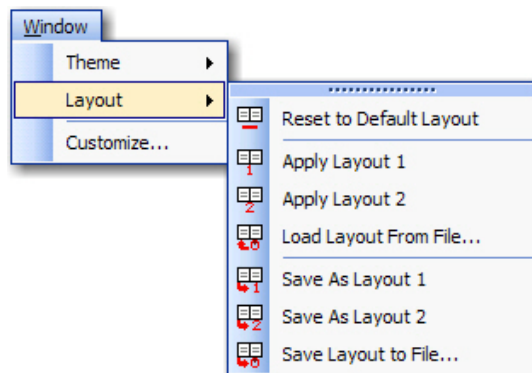 Window
Theme
Layout
Customize...
Reset to Default Layout
Apply Layout 1
Apply Layout 2
Load Layout From File...
Save As Layout 1
Save As Layout 2
Save Layout to File...